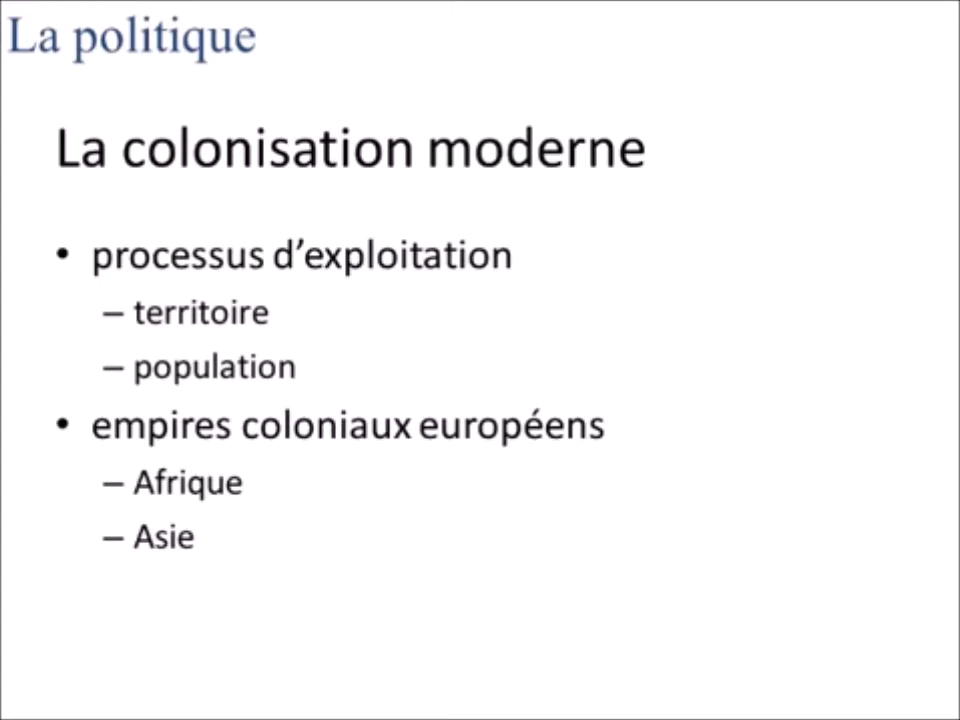 La politique
La colonisation moderne
• processus d’exploitation
– territoire
– population
• empires coloniaux européens
– Afrique
– Asie